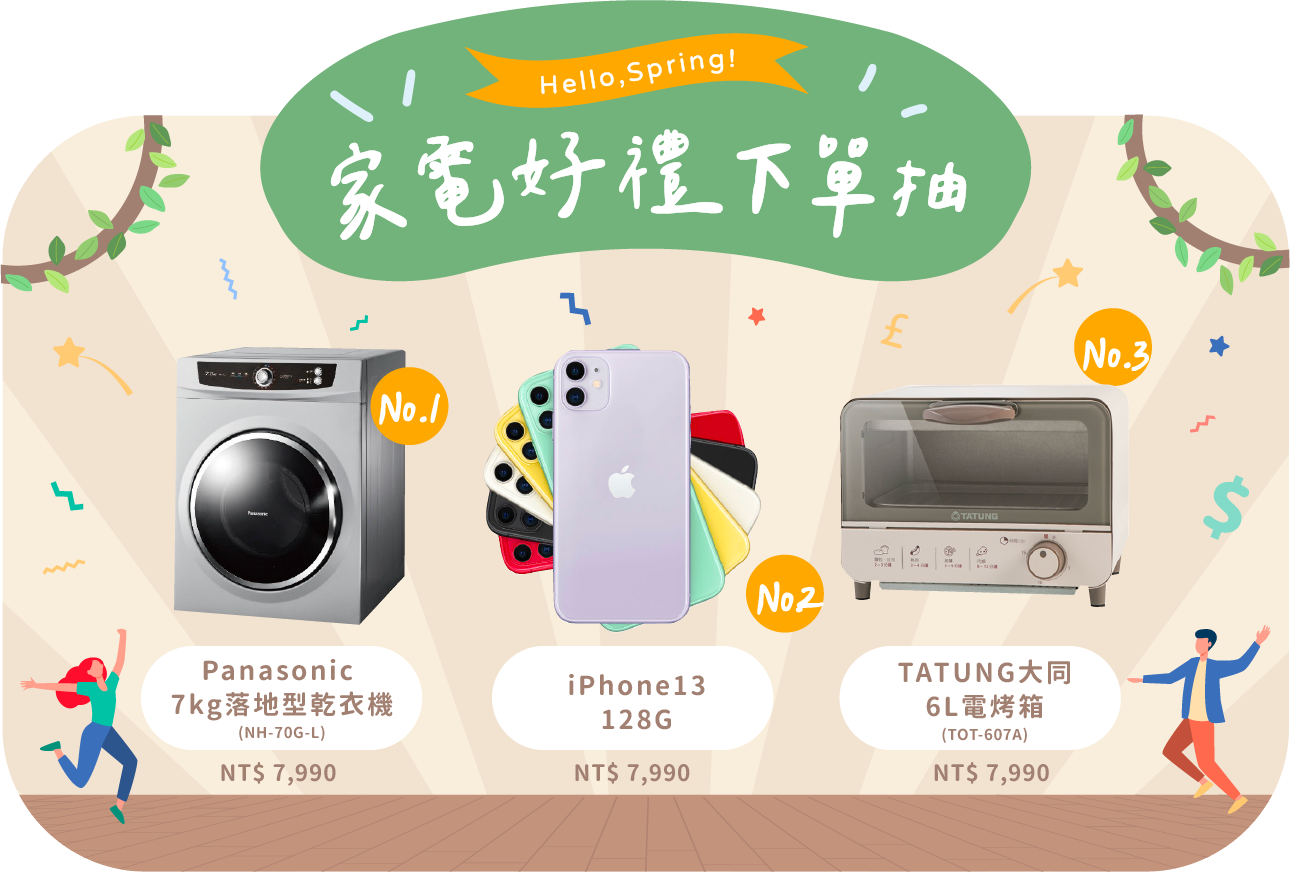 Hello,Spring!
家電好禮下單抽
No.1
No.2
No.3
Panasonic
TATUNG
Panasonic
7kg落地型乾衣機
(NH-70G-L)
NT$ 7,990
iPhone13
128G
NT$ 7,990
TATUNG大同
6L電烤箱
(TOT-607A)
NT$ 7,990